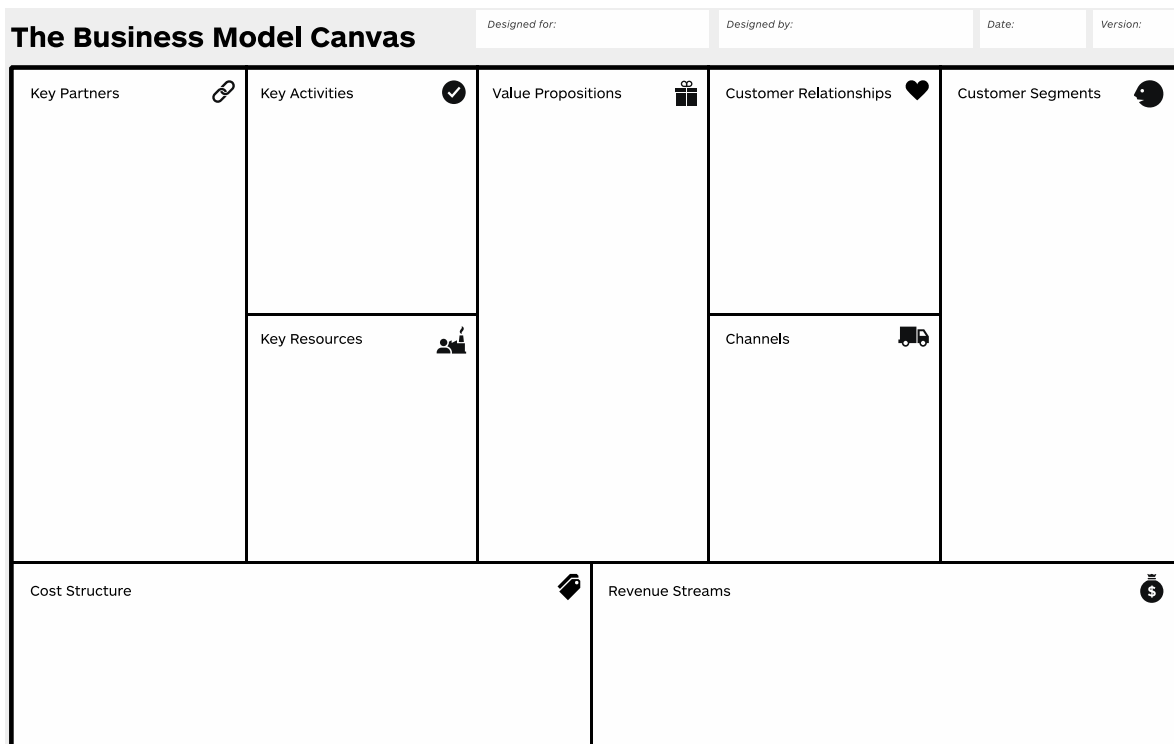 The Business Model Canvas
Designed for:
Designed by:
Date:
Version:
Key Partners
Key Activities
Value Propositions
Customer Relationships
Customer Segments
Key Resources
Channels
Cost Structure
Revenue Streams
$